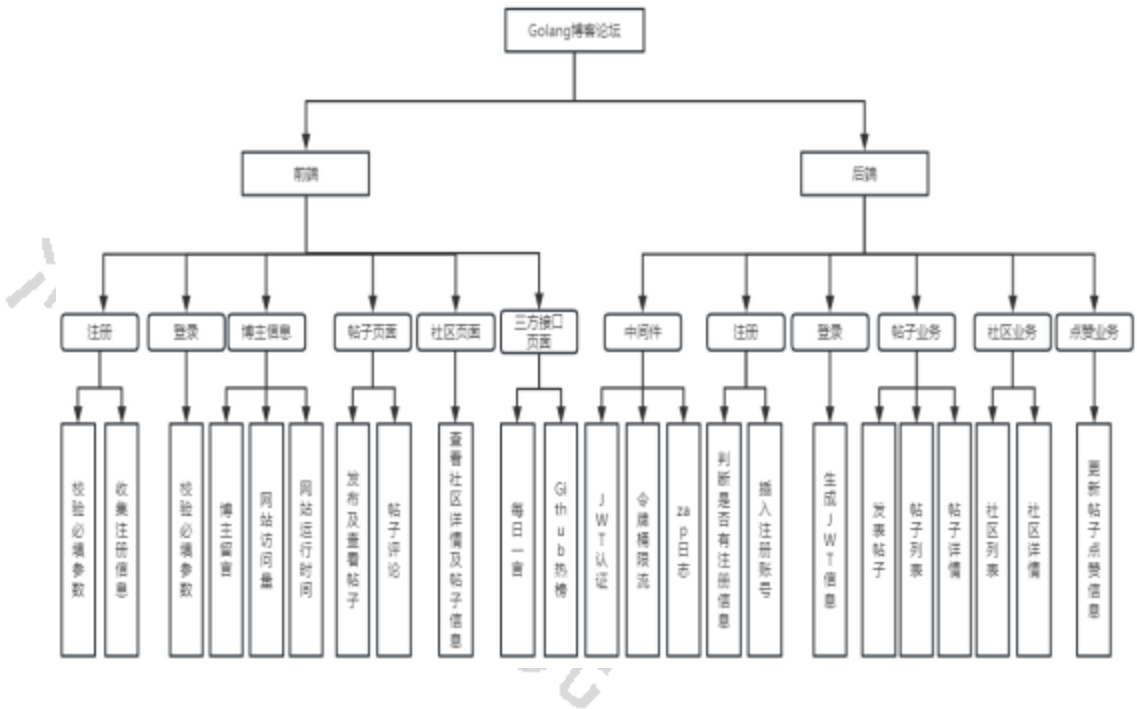 Golang博客论坛
前端
后端
注册
登录
博主信息
帖子页面
社区页面
三方接口
页面
中间件
注册
登录
帖子业务
社区业务
点赞业务
校验必填参数
收集注册信息
校验必填参数
博主留言
网站访问量
网站运行时间
发布及查看帖子
帖子评论
查看社区详情及帖子信息
每日一言
Github热榜
JWT认证
令牌桶限流
zap日志
判断是否有注册信息
插入注册账号
生成JWT信息
发表帖子
帖子列表
帖子详情
社区列表
社区详情
更新帖子点赞信息